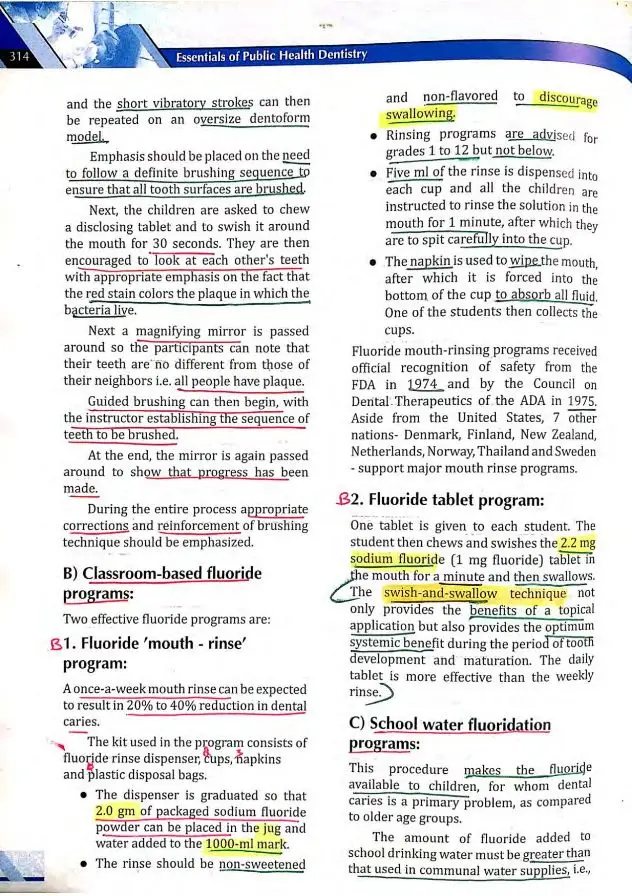 314
Essentials of Public Health Dentistry
and the short vibratory strokes can then
be repeated on an oversize dentoform
model.
Emphasis should be placed on the need
to follow a definite brushing sequence to
ensure that all tooth surfaces are brushed.
Next, the children are asked to chew
a disclosing tablet and to swish it around
the mouth for 30 seconds. They are then
encouraged to look at each other's teeth
with appropriate emphasis on the fact that
the red stain colors the plaque in which the
bacteria live.
Next a magnifying mirror is passed
around so the participants can note that
their teeth are no different from those of
their neighbors i.e. all people have plaque.
Guided brushing can then begin, with
the instructor establishing the sequence of
teeth to be brushed.
At the end, the mirror is again passed
around to show that progress has been
made.
During the entire process appropriate
corrections and reinforcement of brushing
technique should be emphasized.
B) Classroom-based fluoride
programs:
Two effective fluoride programs are:
B1. Fluoride 'mouth - rinse'
program:
A once-a-week mouth rinse can be expected
to result in 20% to 40% reduction in dental
caries.
The kit used in the program consists of
fluoride rinse dispenser, cups, napkins
and plastic disposal bags.
• The dispenser is graduated so that
2.0 gm of packaged sodium fluoride
powder can be placed in the jug and
water added to the 1000-ml mark.
• The rinse should be non-sweetened
and non-flavored to discourage
swallowing.
• Rinsing programs are advised for
grades 1 to 12 but not below.
• Five ml of the rinse is dispensed into
each cup and all the children are
instructed to rinse the solution in the
mouth for 1 minute, after which they
are to spit carefully into the cup.
• The napkin is used to wipe the mouth,
after which it is forced into the
bottom of the cup to absorb all fluid.
One of the students then collects the
cups.
Fluoride mouth-rinsing programs received
official recognition of safety from the
FDA in 1974 and by the Council on
Dental Therapeutics of the ADA in 1975.
Aside from the United States, 7 other
nations- Denmark, Finland, New Zealand,
Netherlands, Norway, Thailand and Sweden
- support major mouth rinse programs.
B2. Fluoride tablet program:
One tablet is given to each student. The
student then chews and swishes the 2.2 mg
sodium fluoride (1 mg fluoride) tablet in
the mouth for a minute and then swallows.
The swish-and-swallow technique not
only provides the benefits of a topical
application but also provides the optimum
systemic benefit during the period of tooth
development and maturation. The daily
tablet is more effective than the weekly
rinse.
C) School water fluoridation
programs:
This procedure makes the fluoride
available to children, for whom dental
caries is a primary problem, as compared
to older age groups.
The amount of fluoride added to
school drinking water must be greater than
that used in communal water supplies, i.e.,